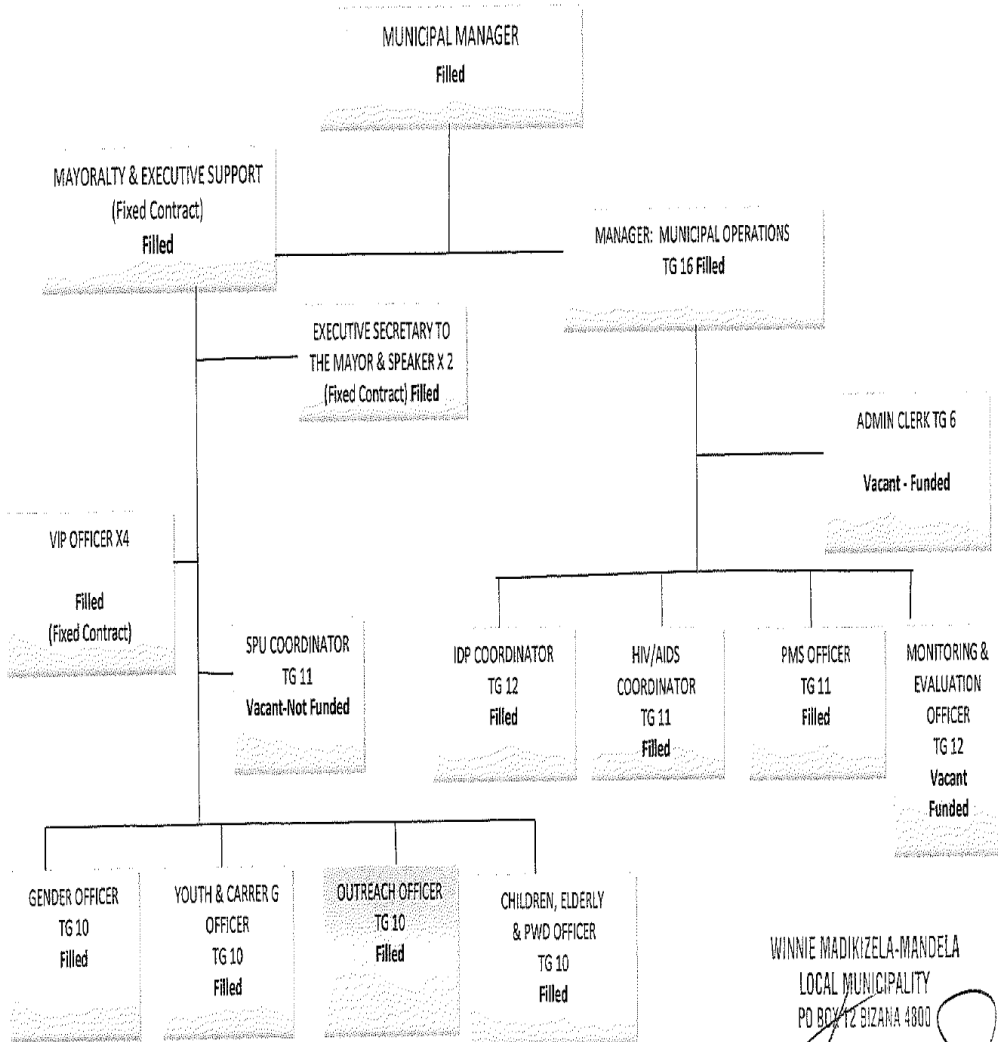 MUNICIPAL MANAGER
Filled
MAYORALTY & EXECUTIVE SUPPORT
(Fixed Contract)
Filled
MANAGER: MUNICIPAL OPERATIONS
TG 16 Filled
EXECUTIVE SECRETARY TO
THE MAYOR & SPEAKER X 2
(Fixed Contract) Filled
ADMIN CLERK TG 6
Vacant - Funded
VIP OFFICER X4
Filled
(Fixed Contract)
SPU COORDINATOR
TG 11
Vacant-Not Funded
IDP COORDINATOR
TG 12
Filled
HIV/AIDS
COORDINATOR
TG 11
Filled
PMS OFFICER
TG 11
Filled
MONITORING &
EVALUATION
OFFICER
TG 12
Vacant
Funded
GENDER OFFICER
TG 10
Filled
YOUTH & CARRER G
OFFICER
TG 10
Filled
OUTREACH OFFICER
TG 10
Filled
CHILDREN, ELDERLY
& PWD OFFICER
TG 10
Filled
WINNIE MADIKIZELA-MANDELA
LOCAL MUNICIPALITY
PO BOX 12 BIZANA 4800